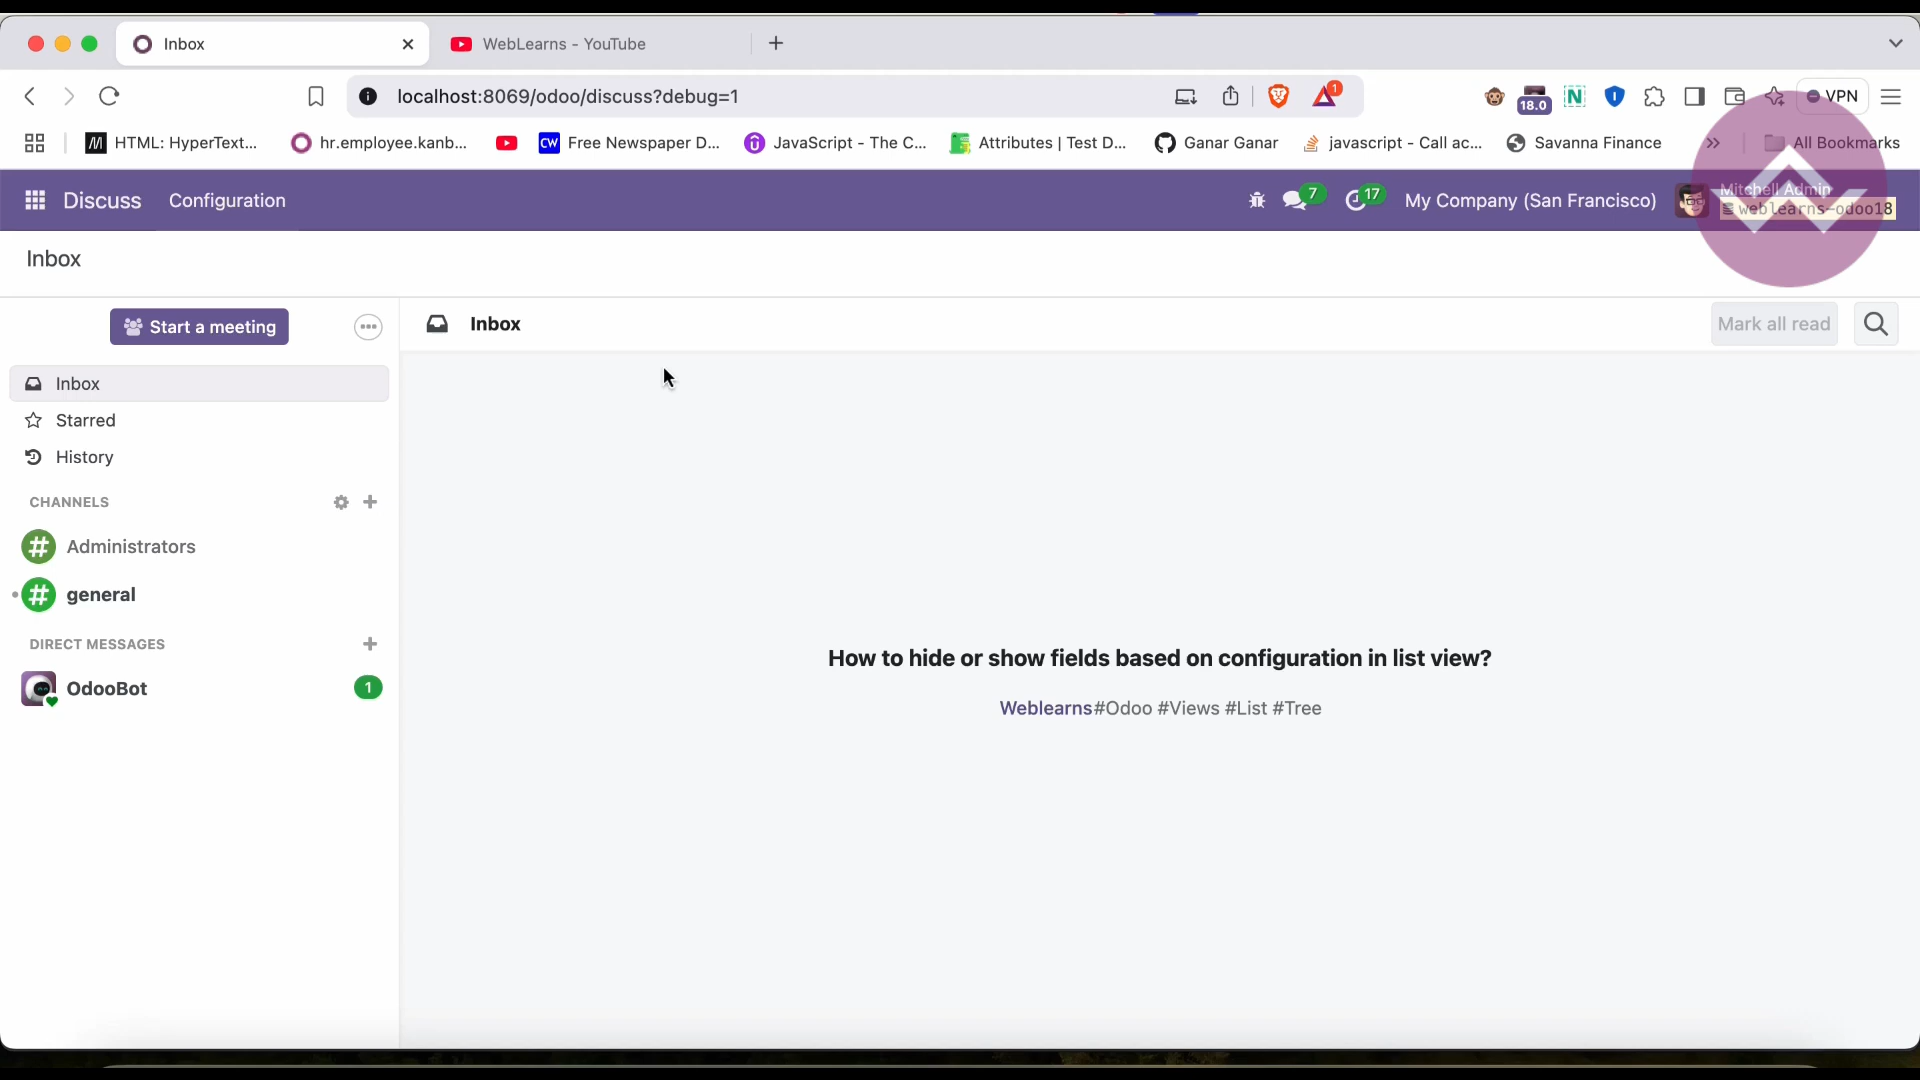 Inbox
WebLearns - YouTube
localhost:8069/odoo/discuss?debug=1
1
18.0
N
VPN
HTML: HyperText...
hr.employee.kanb...
CW
Free Newspaper D...
JavaScript - The C...
Attributes | Test D...
Ganar Ganar
javascript - Call ac...
Savanna Finance
All Bookmarks
Discuss
Configuration
7
17
My Company (San Francisco)
Mitchell Admin
weblearns-odoo18
Inbox
Start a meeting
Inbox
Mark all read
Inbox
Starred
History
CHANNELS
Administrators
general
DIRECT MESSAGES
OdooBot
1
How to hide or show fields based on configuration in list view?
Weblearns#Odoo #Views #List #Tree